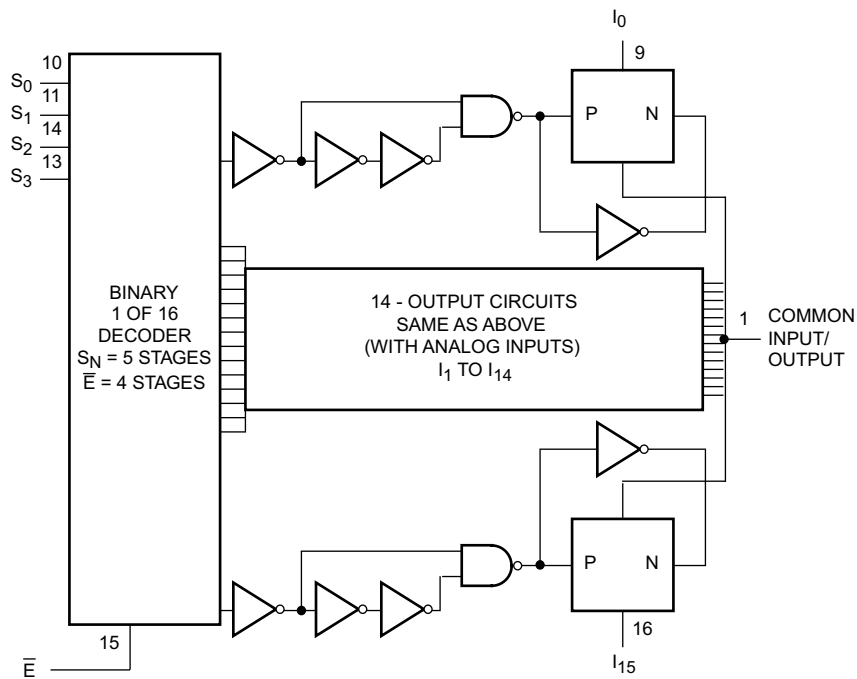 I0
9
10
S0
11
S1
14
S2
13
S3
P N
BINARY
1 OF 16
DECODER
SN = 5 STAGES
E̅ = 4 STAGES
14 - OUTPUT CIRCUITS
SAME AS ABOVE
(WITH ANALOG INPUTS)
I1 TO I14
1
COMMON
INPUT/
OUTPUT
P N
15
E̅
16
I15